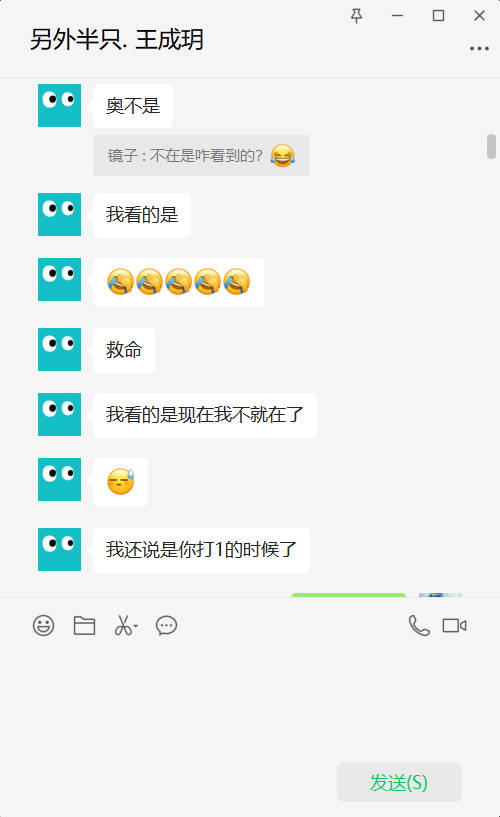 另外半只. 王成玥
奥不是
镜子 : 不在是咋看到的? 😂
我看的是
🤣🤣🤣🤣🤣
救命
我看的是现在我不就在了
😓
我还说是你打1的时候了
发送(S)